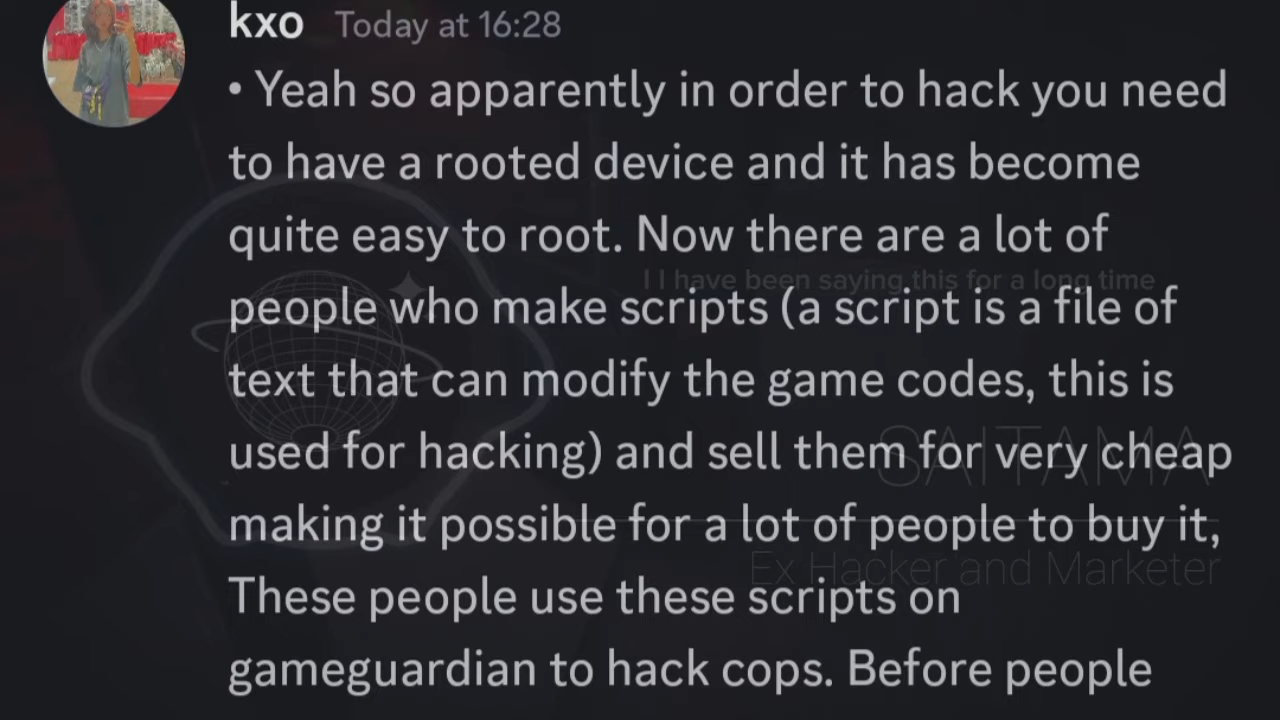 kxo Today at 16:28
• Yeah so apparently in order to hack you need
to have a rooted device and it has become
quite easy to root. Now there are a lot of
I I have been saying this for a long time
people who make scripts (a script is a file of
text that can modify the game codes, this is
used for hacking) and sell them for very cheap
SAITAMA
making it possible for a lot of people to buy it,
Ex Hacker and Marketer
These people use these scripts on
gameguardian to hack cops. Before people